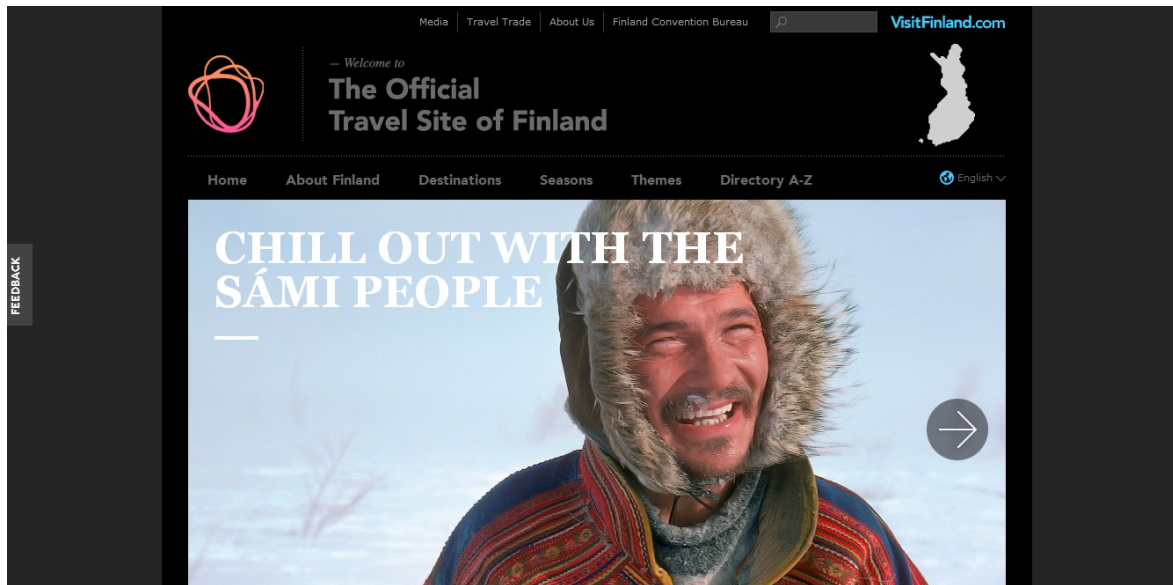 Media Travel Trade About Us Finland Convention Bureau VisitFinland.com
— Welcome to
The Official
Travel Site of Finland
Home About Finland Destinations Seasons Themes Directory A-Z English
CHILL OUT WITH THE
SÁMI PEOPLE
FEEDBACK